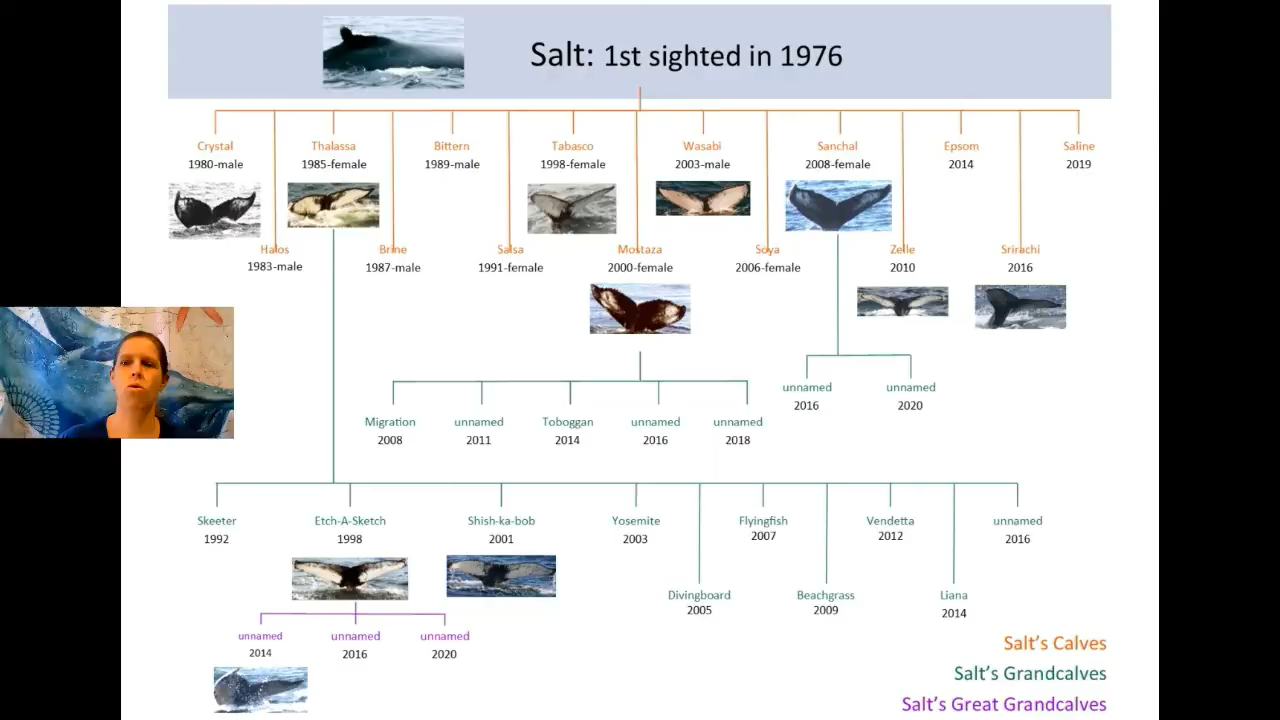 Salt: 1st sighted in 1976
Crystal
1980-male
Thalassa
1985-female
Bittern
1989-male
Tabasco
1998-female
Wasabi
2003-male
Sanchal
2008-female
Epsom
2014
Saline
2019
Halos
1983-male
Brine
1987-male
Salsa
1991-female
Mostaza
2000-female
Soya
2006-female
Zelle
2010
Srirachi
2016
unnamed
2016
unnamed
2020
Migration
2008
unnamed
2011
Toboggan
2014
unnamed
2016
unnamed
2018
Skeeter
1992
Etch-A-Sketch
1998
Shish-ka-bob
2001
Yosemite
2003
Flyingfish
2007
Vendetta
2012
unnamed
2016
Divingboard
2005
Beachgrass
2009
Liana
2014
unnamed
2014
unnamed
2016
unnamed
2020
Salt's Calves
Salt's Grandcalves
Salt's Great Grandcalves